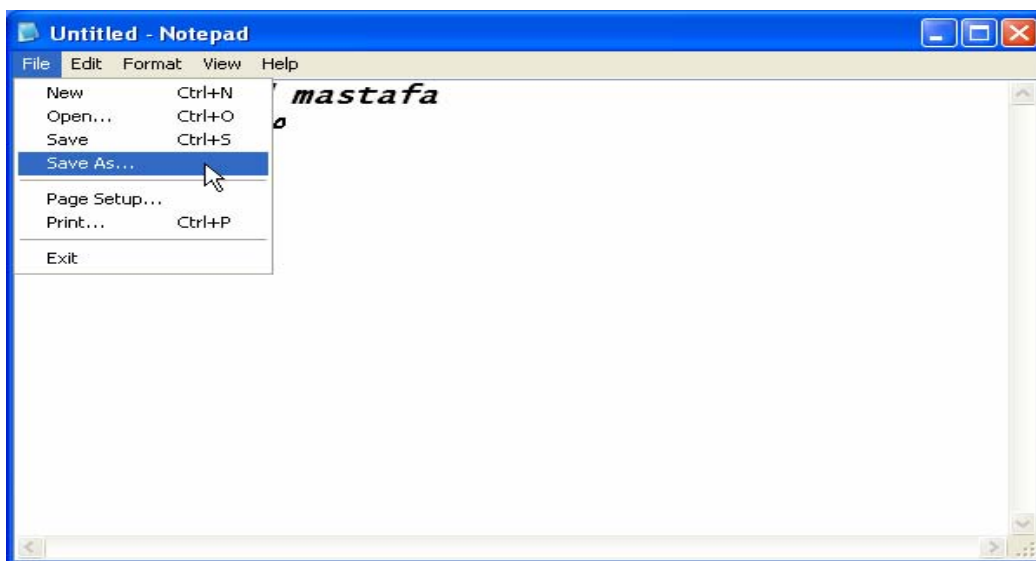 Untitled - Notepad
File Edit Format View Help
New Ctrl+N
Open... Ctrl+O
Save Ctrl+S
Save As...
Page Setup...
Print... Ctrl+P
Exit
mastafa